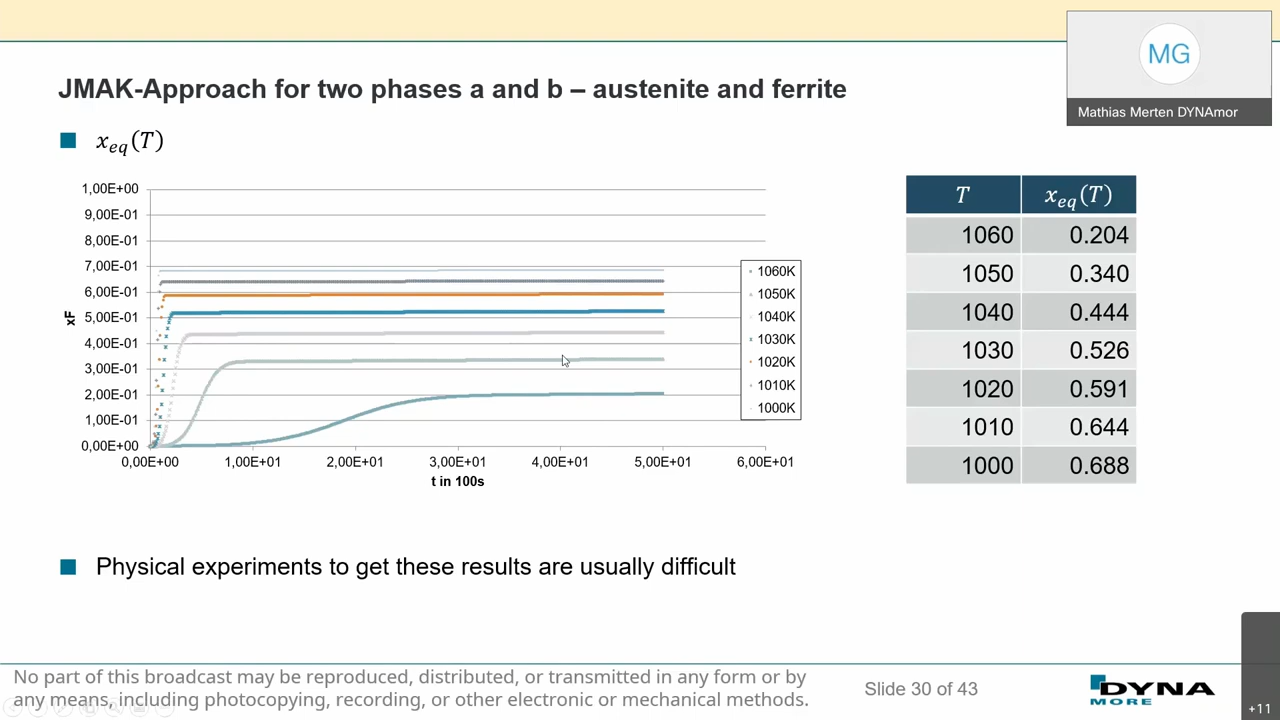 MG
Mathias Merten DYNAmor
JMAK-Approach for two phases a and b – austenite and ferrite
x_eq(T)
1,00E+00
9,00E-01
8,00E-01
7,00E-01
6,00E-01
5,00E-01
4,00E-01
3,00E-01
2,00E-01
1,00E-01
0,00E+00
xF
0,00E+00 1,00E+01 2,00E+01 3,00E+01 4,00E+01 5,00E+01 6,00E+01
t in 100s
1060K
1050K
1040K
1030K
1020K
1010K
1000K
T x_eq(T)
1060 0.204
1050 0.340
1040 0.444
1030 0.526
1020 0.591
1010 0.644
1000 0.688
Physical experiments to get these results are usually difficult
No part of this broadcast may be reproduced, distributed, or transmitted in any form or by
any means, including photocopying, recording, or other electronic or mechanical methods.
Slide 30 of 43
DYNA
MORE
+11